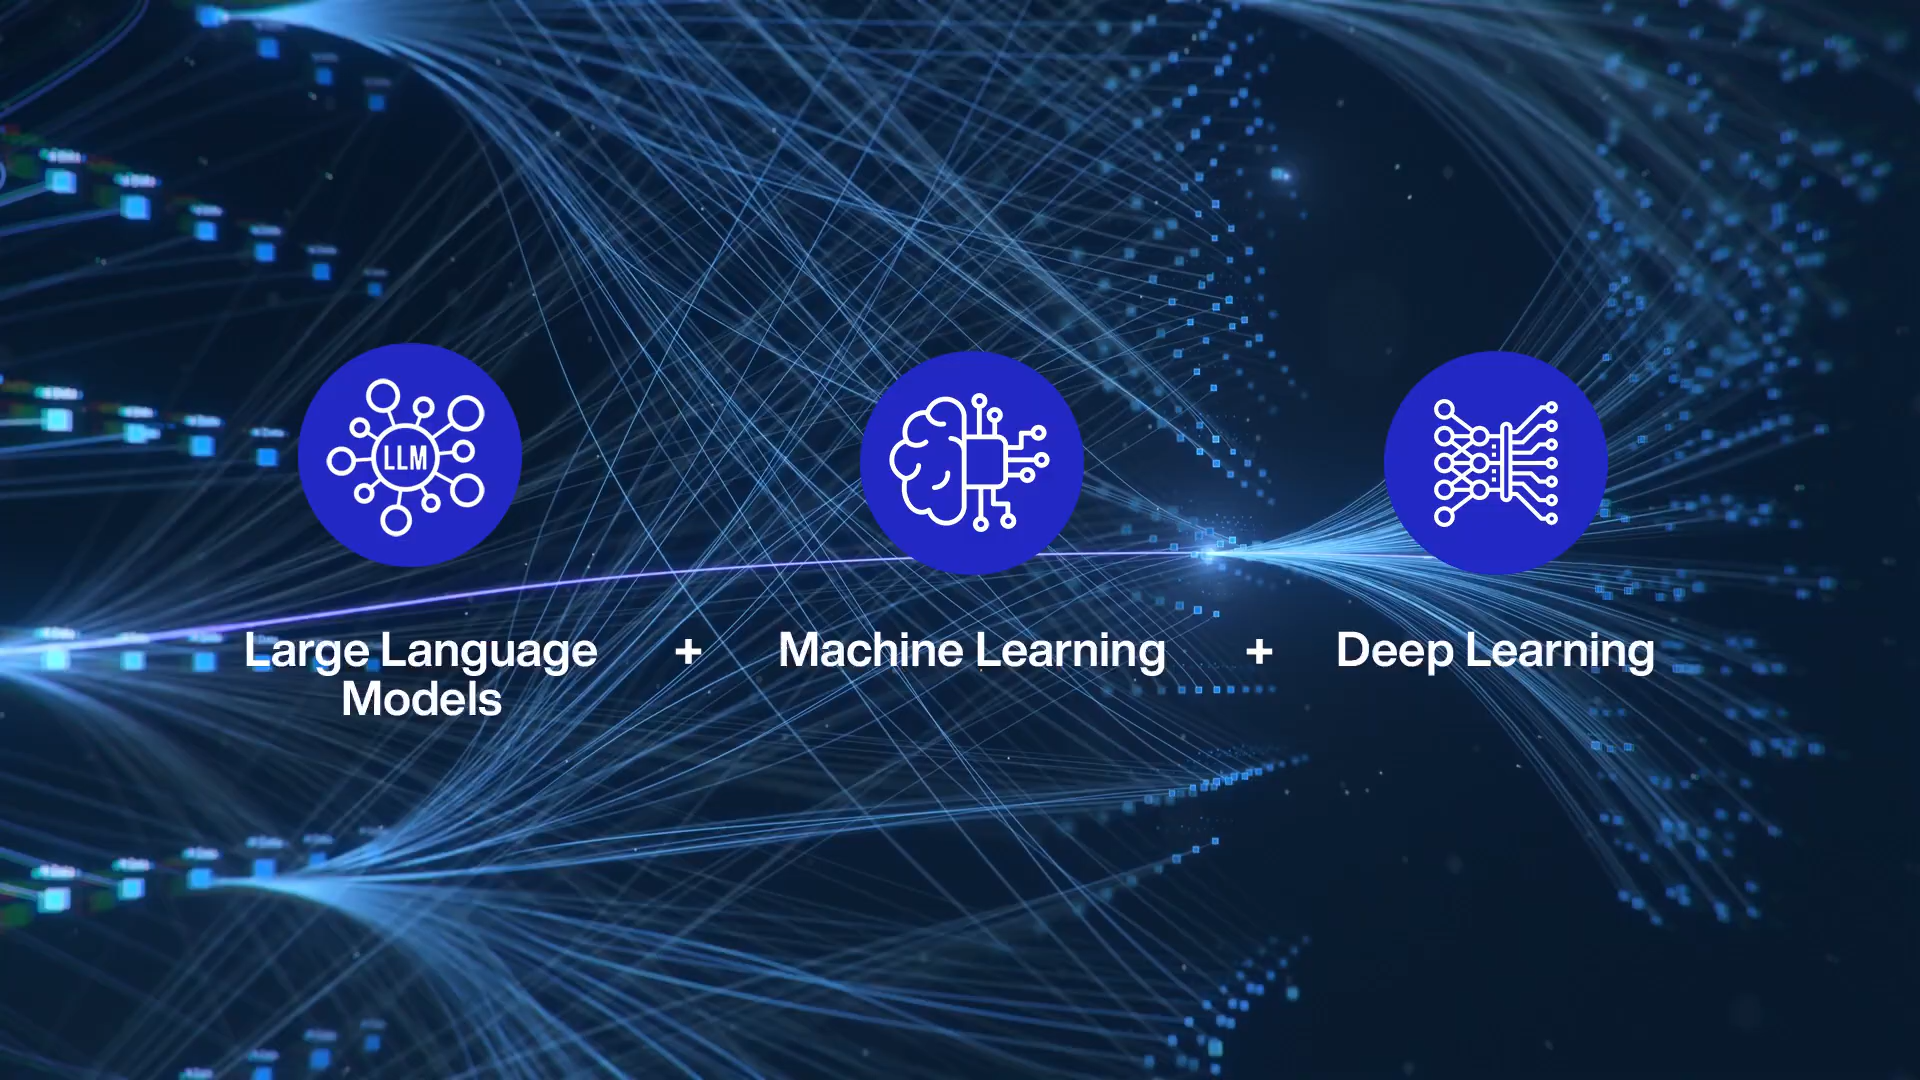 LLM
Large Language
Models
+
Machine Learning
+
Deep Learning